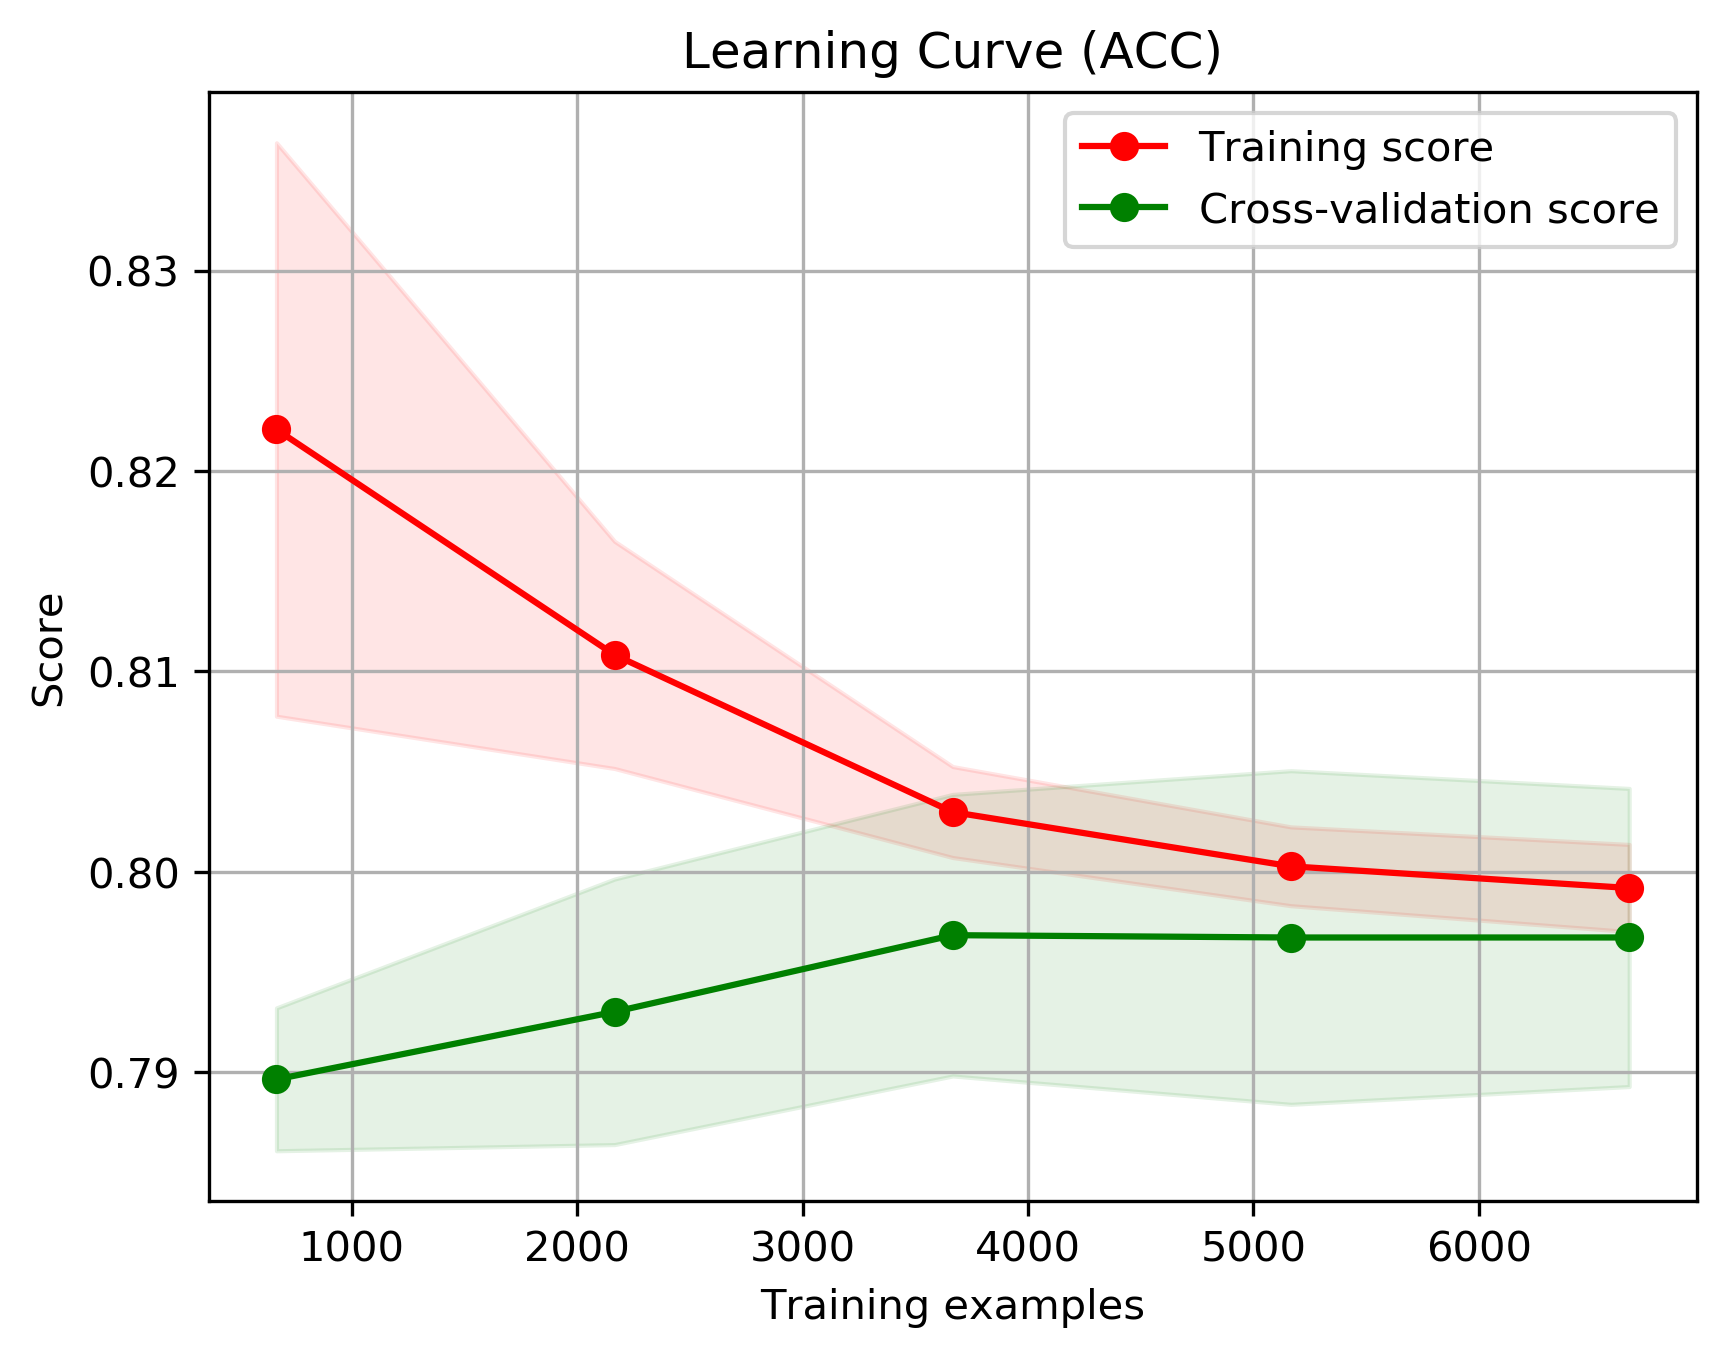 Learning Curve (ACC)
Training score
Cross-validation score
0.83
0.82
0.81
0.80
0.79
Score
1000 2000 3000 4000 5000 6000
Training examples